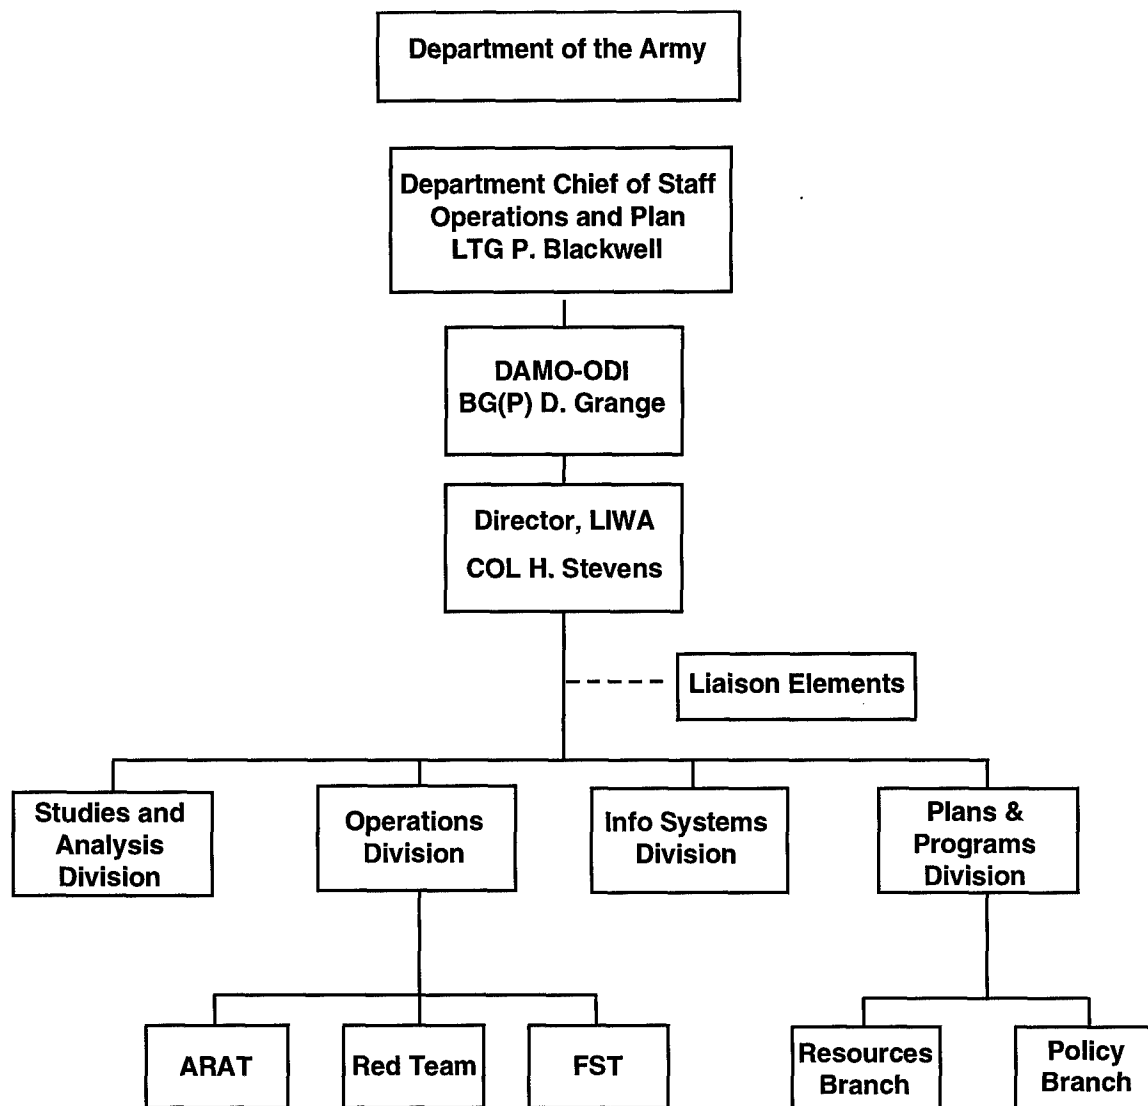 Department of the Army
Department Chief of Staff
Operations and Plan
LTG P. Blackwell
DAMO-ODI
BG(P) D. Grange
Director, LIWA
COL H. Stevens
Liaison Elements
Studies and
Analysis
Division
Operations
Division
Info Systems
Division
Plans &
Programs
Division
ARAT
Red Team
FST
Resources
Branch
Policy
Branch